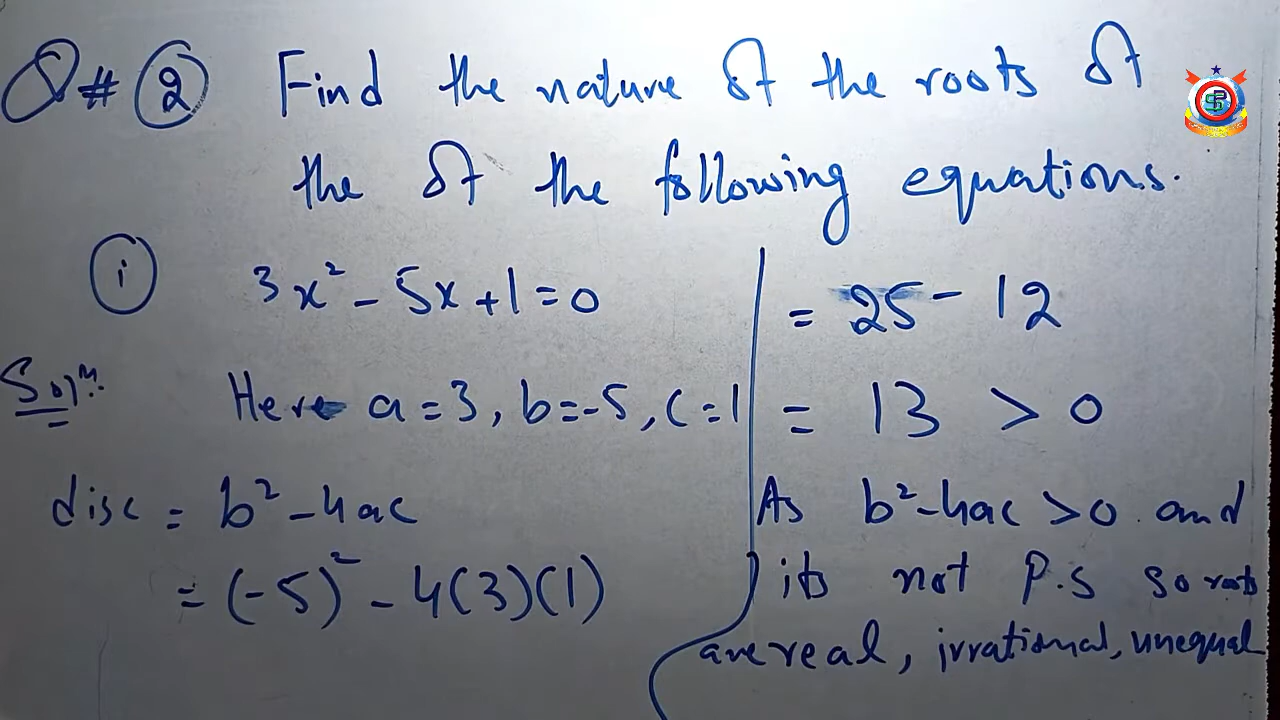 Q # 2 Find the nature of the roots of
the of the following equations.
i 3x² - 5x + 1 = 0
Soln:
Here a = 3, b = -5, c = 1
disc = b² - 4ac
= (-5)² - 4(3)(1)
= 25 - 12
= 13 > 0
As b² - 4ac > 0 and
its not P.S so roots
are real, irrational, unequal